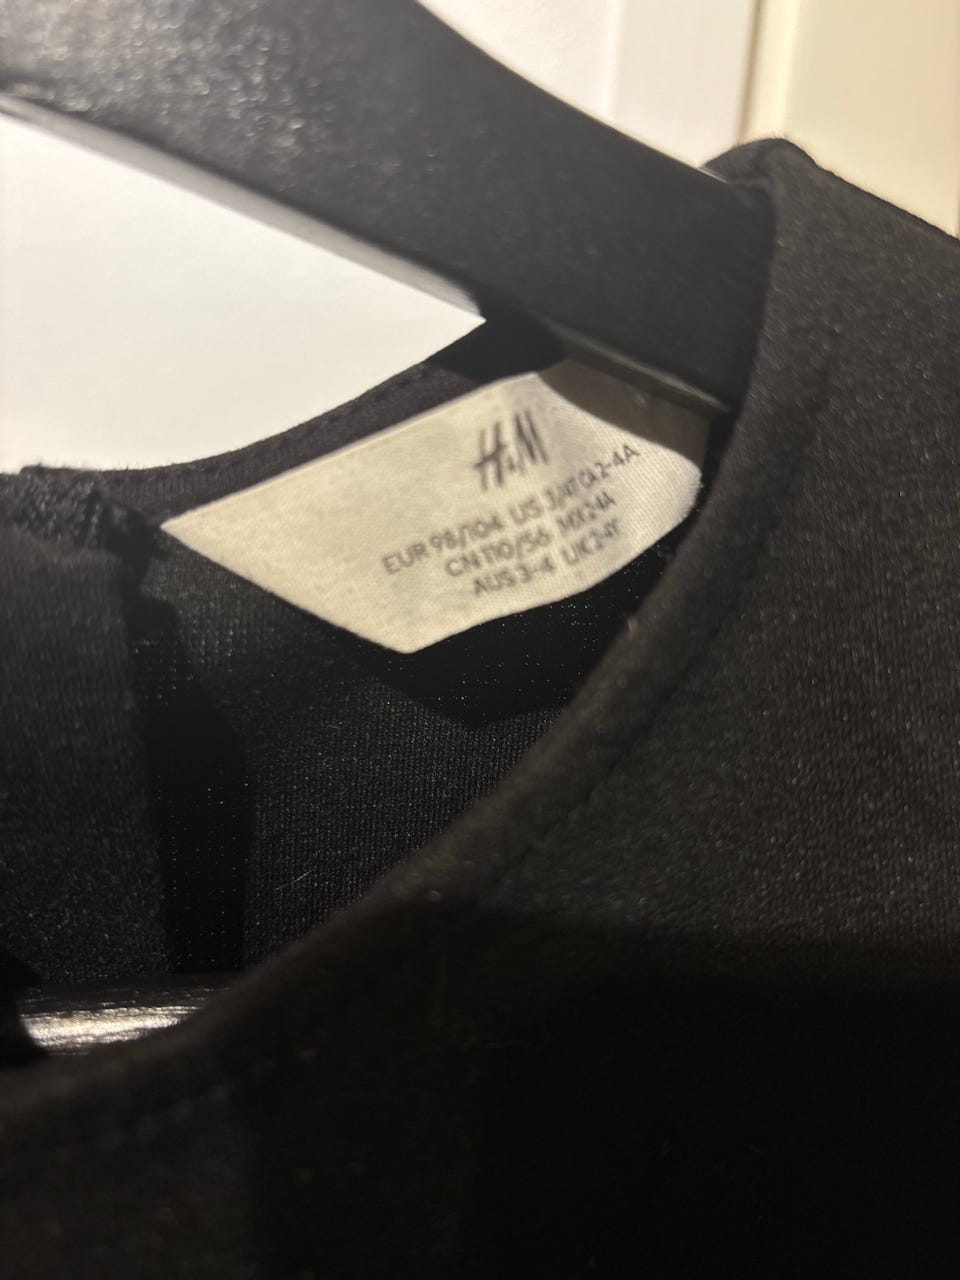 H&M
EUR 98/104 US 3/4T CA 2-4A
CN 110/56 MX 2-4A
AUS 3-4 UK 2-4Y